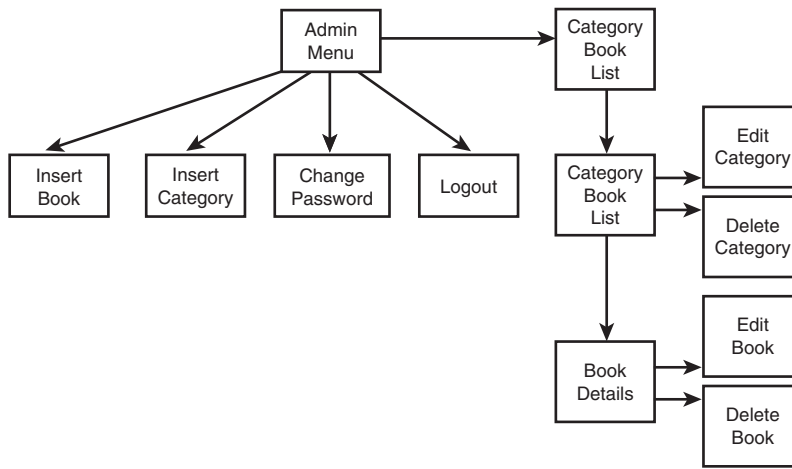 Admin
Menu
Category
Book
List
Insert
Book
Insert
Category
Change
Password
Logout
Category
Book
List
Edit
Category
Delete
Category
Book
Details
Edit
Book
Delete
Book